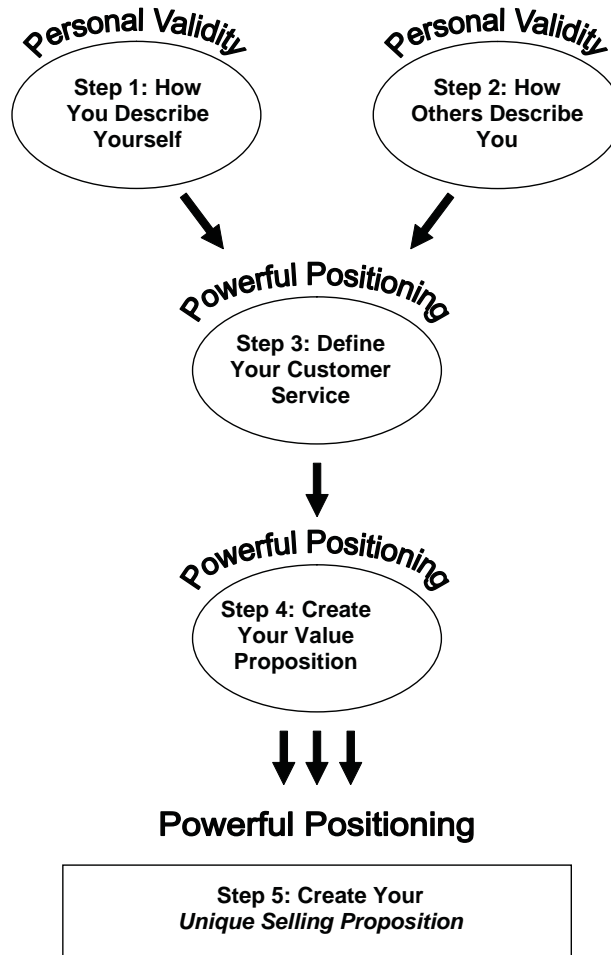 Personal Validity
Step 1: How
You Describe
Yourself
Personal Validity
Step 2: How
Others Describe
You
Powerful Positioning
Step 3: Define
Your Customer
Service
Powerful Positioning
Step 4: Create
Your Value
Proposition
Powerful Positioning
Step 5: Create Your
Unique Selling Proposition